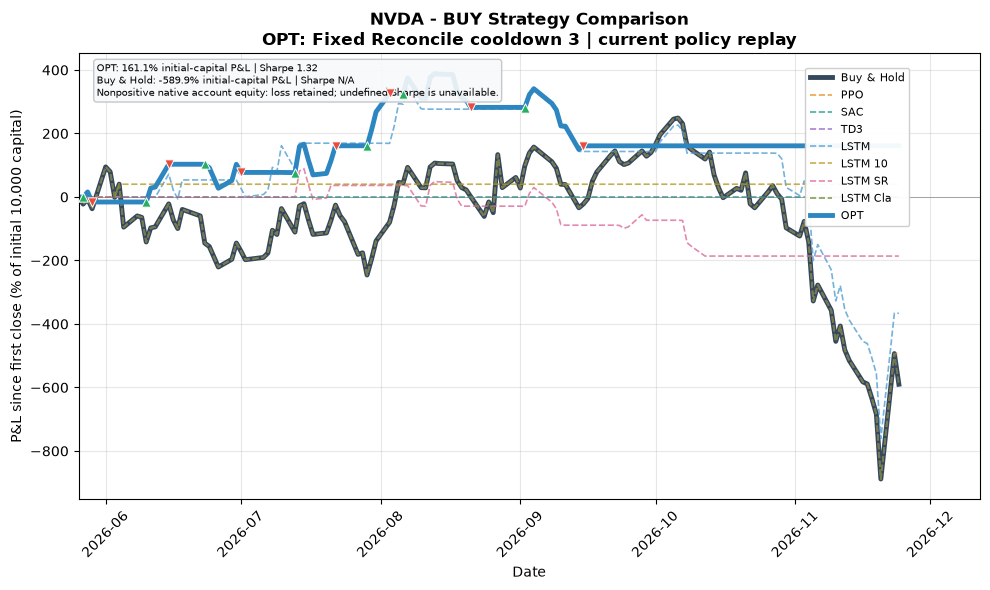 NVDA - BUY Strategy Comparison
OPT: Fixed Reconcile cooldown 3 | current policy replay
OPT: 161.1% initial-capital P&L | Sharpe 1.32
Buy & Hold: -589.9% initial-capital P&L | Sharpe N/A
Nonpositive native account equity: loss retained; undefined Sharpe is unavailable.
Buy & Hold
PPO
SAC
TD3
LSTM
LSTM 10
LSTM SR
LSTM Cla
OPT
P&L since first close (% of initial 10,000 capital)
400
200
0
−200
−400
−600
−800
2026-06
2026-07
2026-08
2026-09
2026-10
2026-11
2026-12
Date